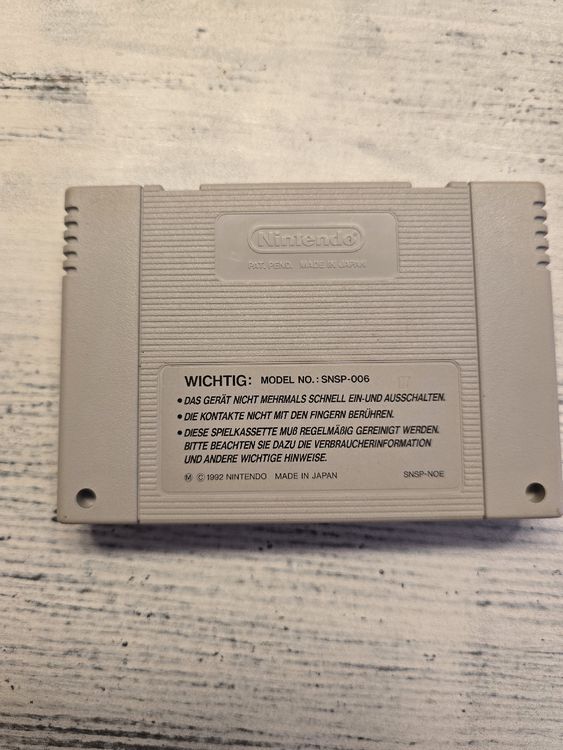 Nintendo®
PAT. PEND. MADE IN JAPAN
WICHTIG: MODEL NO.: SNSP-006
• DAS GERÄT NICHT MEHRMALS SCHNELL EIN-UND AUSSCHALTEN.
• DIE KONTAKTE NICHT MIT DEN FINGERN BERÜHREN.
• DIESE SPIELKASSETTE MUß REGELMÄßIG GEREINIGT WERDEN.
BITTE BEACHTEN SIE DAZU DIE VERBRAUCHERINFORMATION
UND ANDERE WICHTIGE HINWEISE.
Ⓜ © 1992 NINTENDO MADE IN JAPAN SNSP-NOE